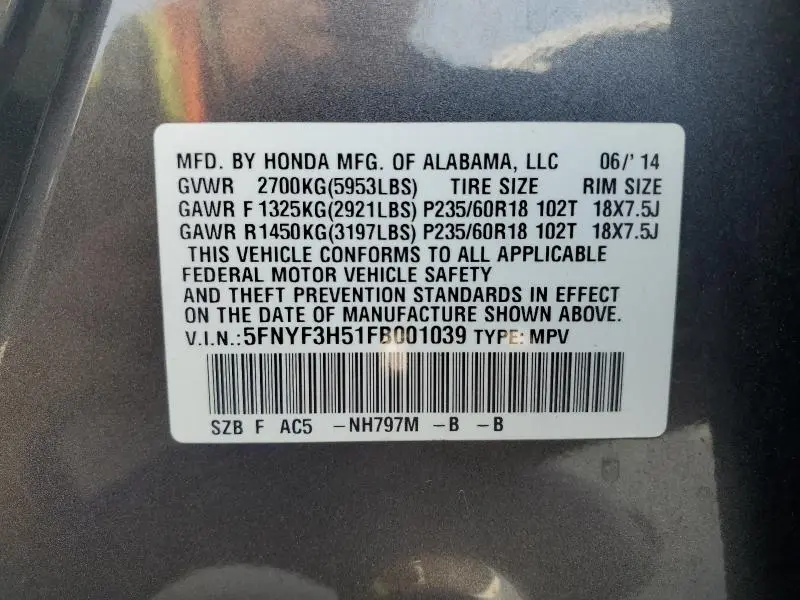 MFD. BY HONDA MFG. OF ALABAMA, LLC 06/'14
GVWR 2700KG(5953LBS) TIRE SIZE RIM SIZE
GAWR F 1325KG(2921LBS) P235/60R18 102T 18X7.5J
GAWR R1450KG(3197LBS) P235/60R18 102T 18X7.5J
THIS VEHICLE CONFORMS TO ALL APPLICABLE
FEDERAL MOTOR VEHICLE SAFETY
AND THEFT PREVENTION STANDARDS IN EFFECT
ON THE DATE OF MANUFACTURE SHOWN ABOVE.
V.I.N.: 5FNYF3H51FB001039 TYPE: MPV
SZB F AC5 -NH797M -B -B